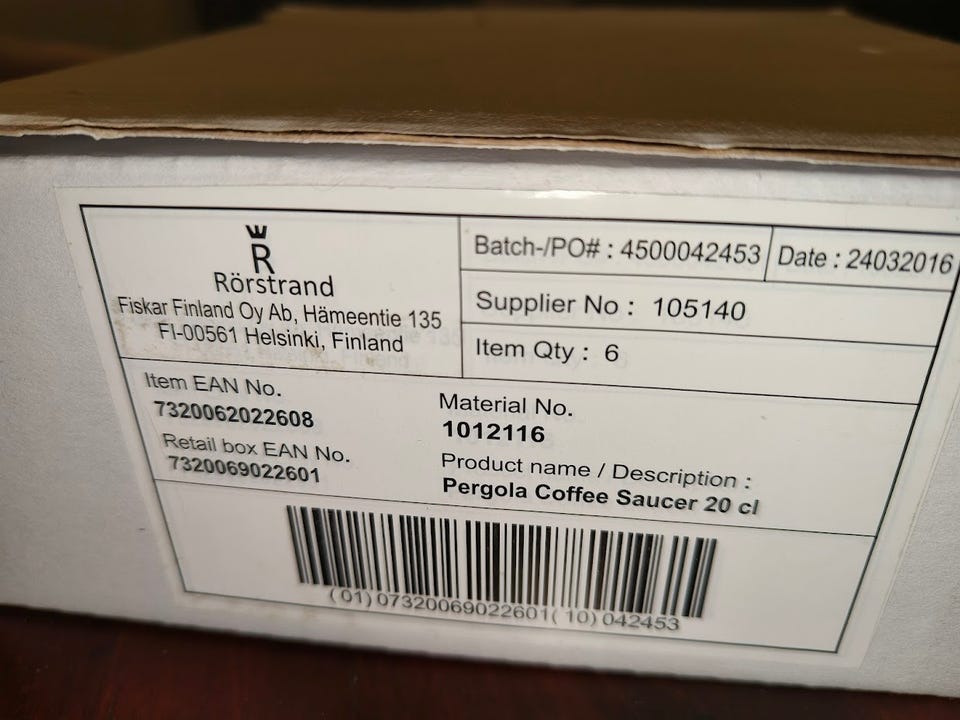 R
Rörstrand
Fiskar Finland Oy Ab, Hämeentie 135
FI-00561 Helsinki, Finland
Batch-/PO# : 4500042453
Date : 24032016
Supplier No : 105140
Item Qty : 6
Item EAN No.
7320062022608
Retail box EAN No.
7320069022601
Material No.
1012116
Product name / Description :
Pergola Coffee Saucer 20 cl
(01)07320069022601(10)042453